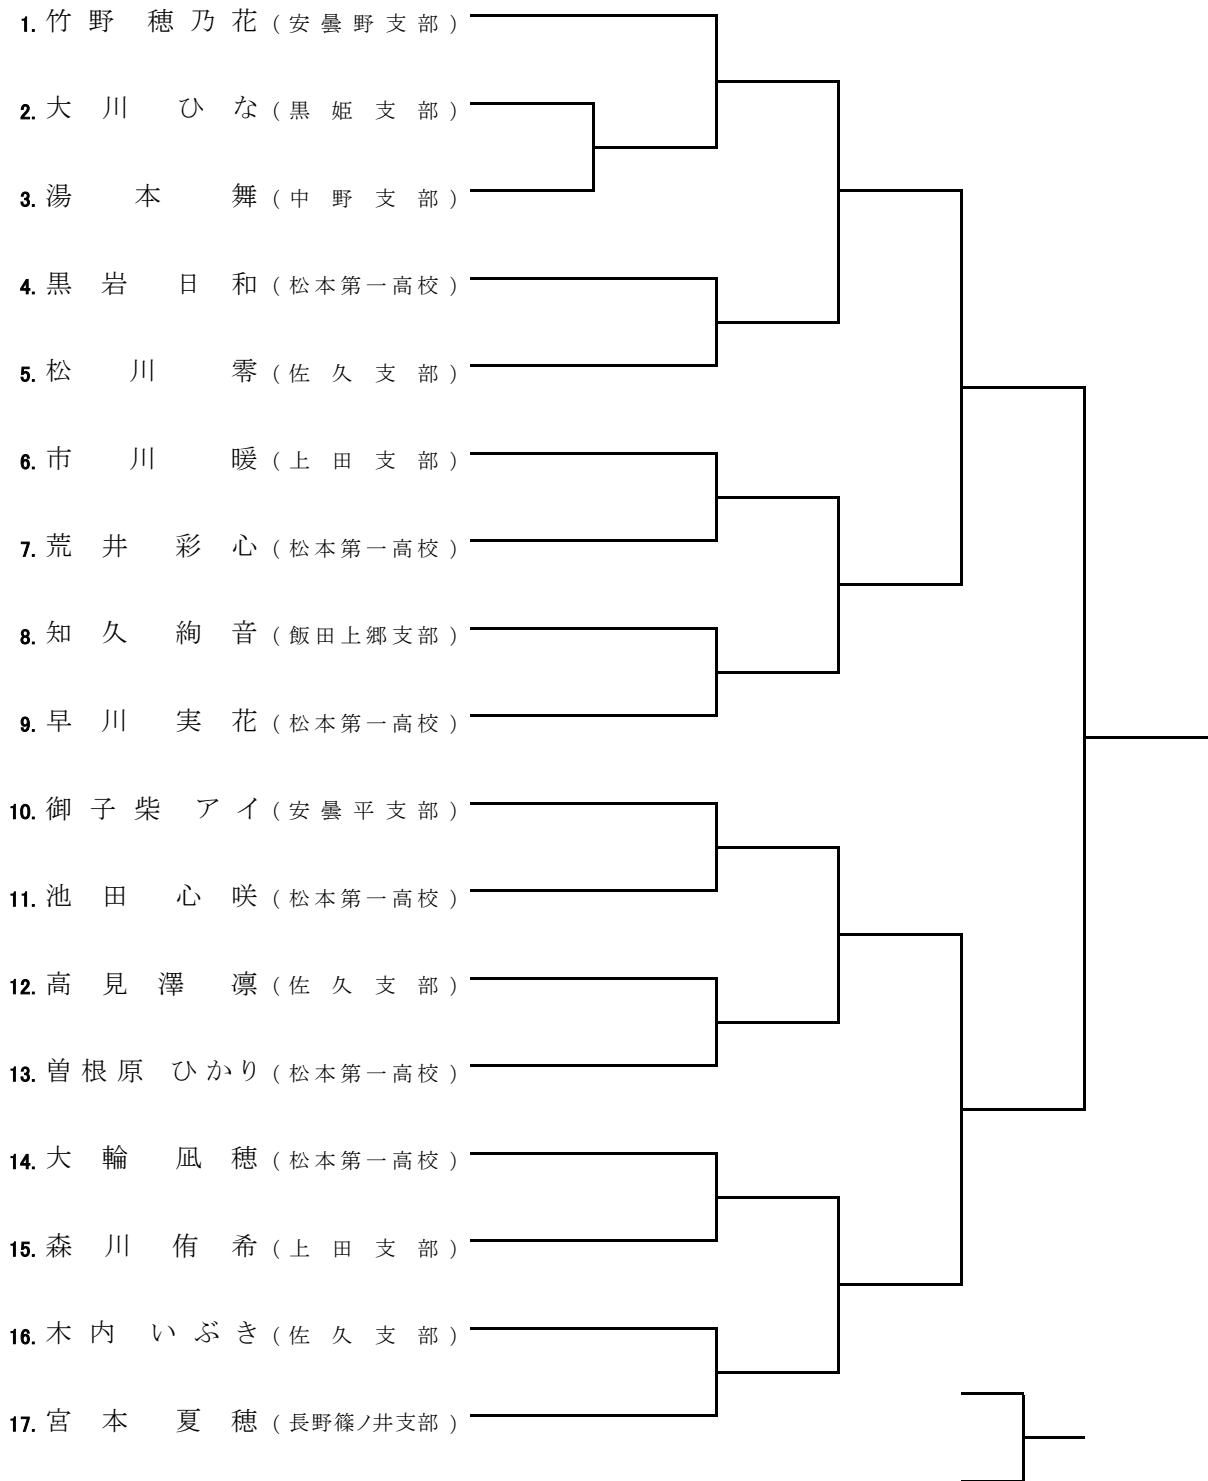 1. 竹野 穂乃花 (安曇野支部)
2. 大川 ひな (黒姫支部)
3. 湯本 舞 (中野支部)
4. 黒岩 日和 (松本第一高校)
5. 松川 零 (佐久支部)
6. 市川 暖 (上田支部)
7. 荒井 彩心 (松本第一高校)
8. 知久 絢音 (飯田上郷支部)
9. 早川 実花 (松本第一高校)
10. 御子柴 アイ (安曇平支部)
11. 池田 心咲 (松本第一高校)
12. 高見澤 凛 (佐久支部)
13. 曽根原 ひかり (松本第一高校)
14. 大輪 凪穂 (松本第一高校)
15. 森川 侑希 (上田支部)
16. 木内 いぶき (佐久支部)
17. 宮本 夏穂 (長野篠ノ井支部)